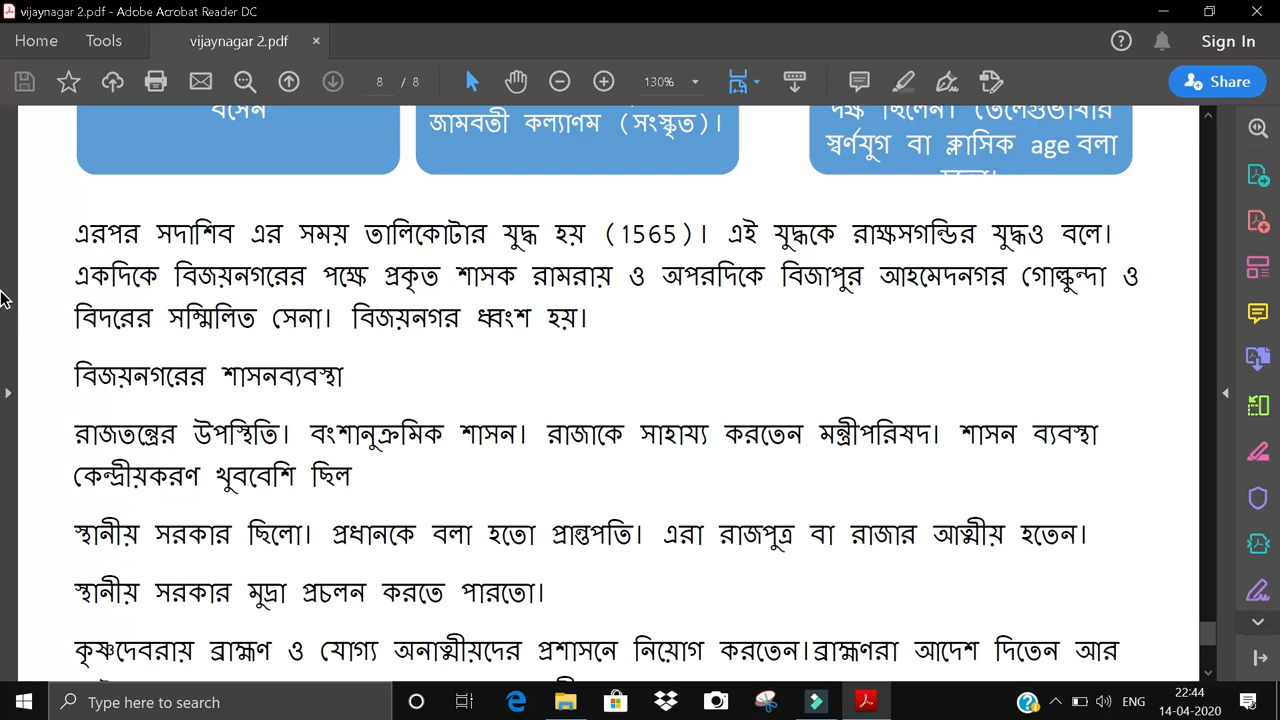 vijaynagar 2.pdf - Adobe Acrobat Reader DC
Home Tools vijaynagar 2.pdf × Sign In
8 / 8 130% Share
বসেন
জামবতী কল্যাণম (সংস্কৃত)।
দক্ষ ছিলেন। তেলেগুভাষার
স্বর্ণযুগ বা ক্লাসিক age বলা
এরপর সদাশিব এর সময় তালিকোটার যুদ্ধ হয় (1565)। এই যুদ্ধকে রাক্ষসগন্ডির যুদ্ধও বলে।
একদিকে বিজয়নগরের পক্ষে প্রকৃত শাসক রামরায় ও অপরদিকে বিজাপুর আহমেদনগর গোল্কুন্দা ও
বিদরের সম্মিলিত সেনা। বিজয়নগর ধ্বংশ হয়।
বিজয়নগরের শাসনব্যবস্থা
রাজতন্ত্রের উপস্থিতি। বংশানুক্রমিক শাসন। রাজাকে সাহায্য করতেন মন্ত্রীপরিষদ। শাসন ব্যবস্থা
কেন্দ্রীয়করণ খুববেশি ছিল
স্থানীয় সরকার ছিলো। প্রধানকে বলা হতো প্রান্তপতি। এরা রাজপুত্র বা রাজার আত্মীয় হতেন।
স্থানীয় সরকার মুদ্রা প্রচলন করতে পারতো।
কৃষ্ণদেবরায় ব্রাহ্মণ ও যোগ্য অনাত্মীয়দের প্রশাসনে নিয়োগ করতেন।ব্রাহ্মণরা আদেশ দিতেন আর
Type here to search ENG 22:44
14-04-2020